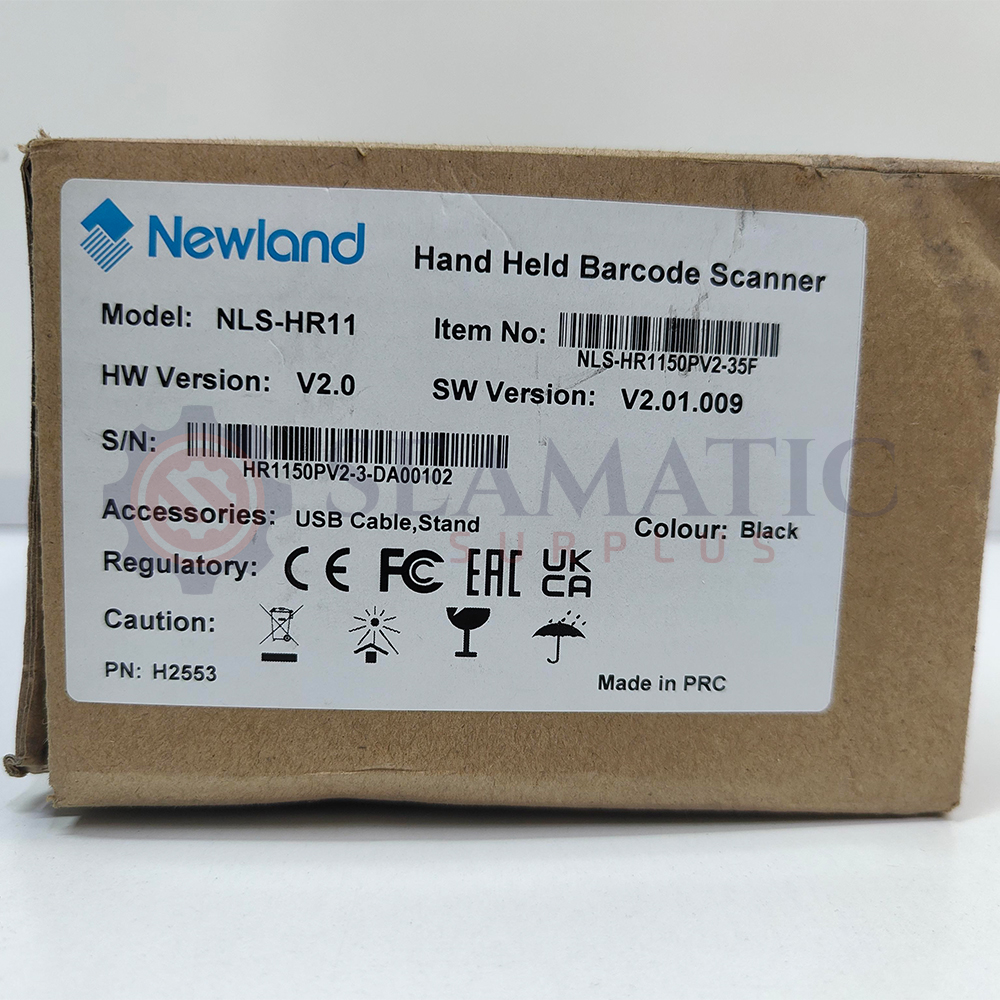 Newland
Hand Held Barcode Scanner
Model: NLS-HR11
Item No:
NLS-HR1150PV2-35F
HW Version: V2.0
SW Version: V2.01.009
S/N:
HR1150PV2-3-DA00102
SLAMATIC
SURPLUS
Accessories: USB Cable,Stand
Colour: Black
Regulatory: CE FC EAC UK CA
Caution:
PN: H2553
Made in PRC